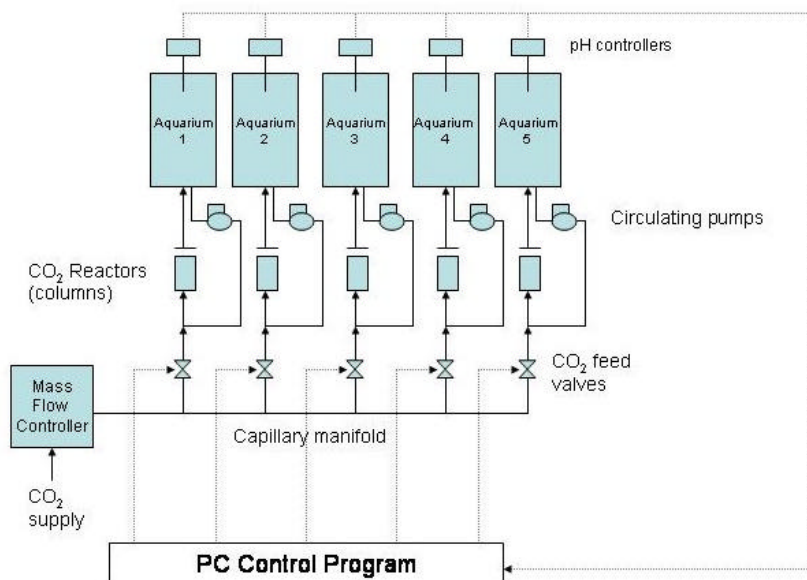 pH controllers
Aquarium
1
Aquarium
2
Aquarium
3
Aquarium
4
Aquarium
5
Circulating pumps
CO₂ Reactors
(columns)
CO₂ feed
valves
Mass
Flow
Controller
Capillary manifold
CO₂
supply
PC Control Program